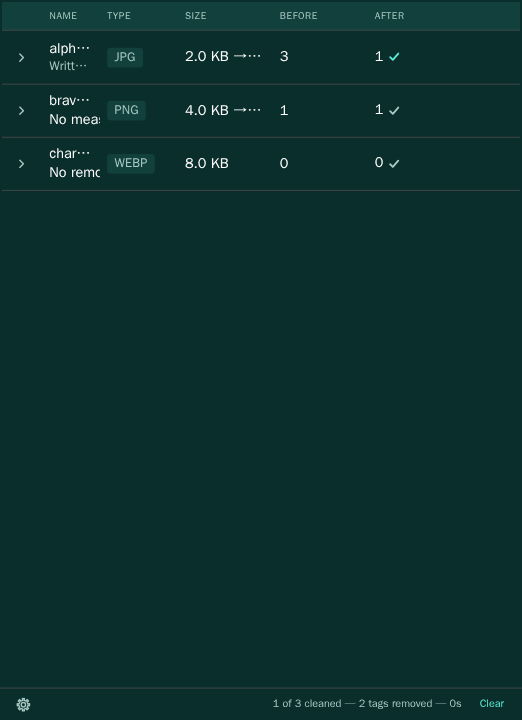 NAME TYPE SIZE BEFORE AFTER
alph··· JPG 2.0 KB →··· 3 1
Writt···
brav··· PNG 4.0 KB →··· 1 1
No meas
char··· WEBP 8.0 KB 0 0
No remo
1 of 3 cleaned — 2 tags removed — 0s Clear